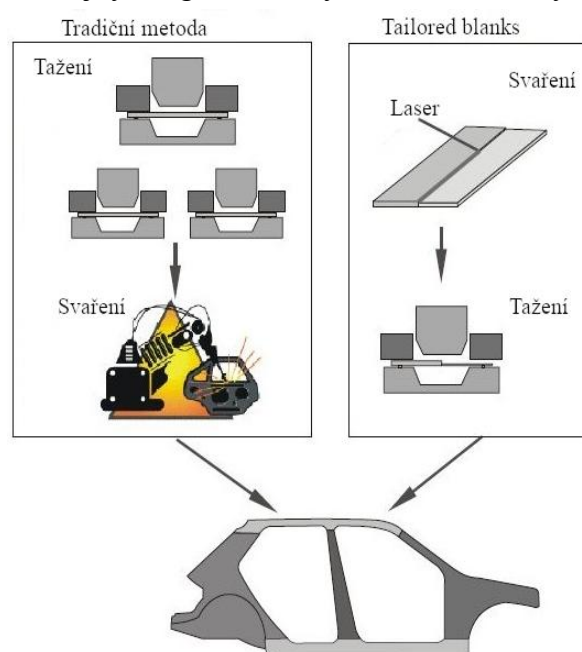 Tradiční metoda
Tažení
Svaření
Tailored blanks
Svaření
Laser
Tažení